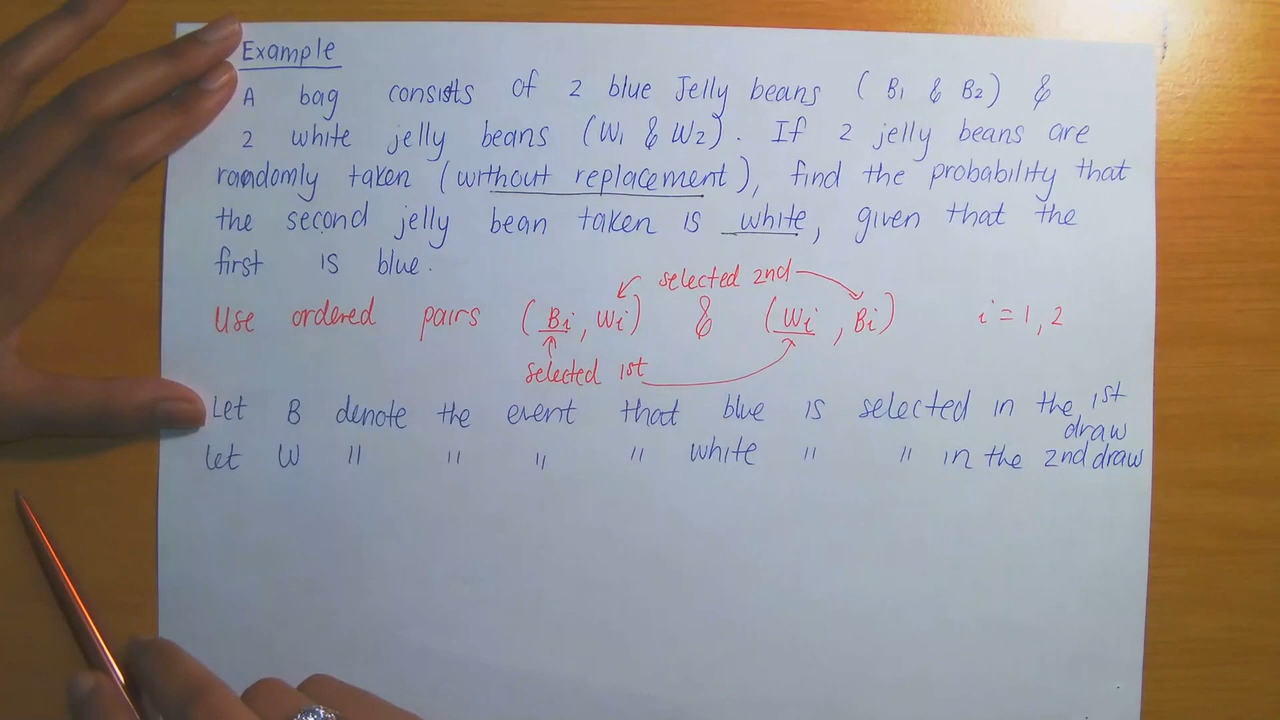 Example
A bag consists of 2 blue Jelly beans ( B1 & B2) &
2 white jelly beans (W1 & W2). If 2 jelly beans are
randomly taken (without replacement), find the probability that
the second jelly bean taken is white, given that the
first is blue.
selected 2nd
Use ordered pairs (Bi, Wi) & (Wi, Bi) i = 1, 2
selected 1st
Let B denote the event that blue is selected in the 1st
draw
Let W " " " " white " " in the 2nd draw